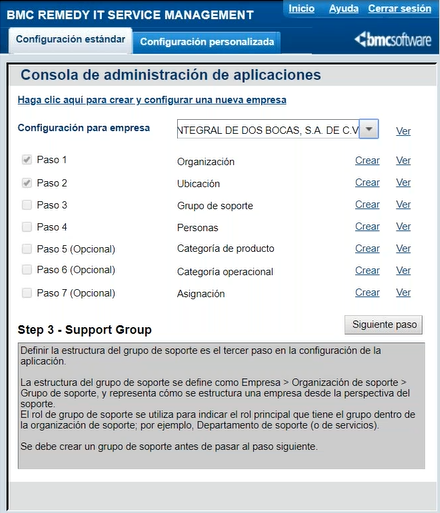 BMC REMEDY IT SERVICE MANAGEMENT
Inicio Ayuda Cerrar sesión
Configuración estándar Configuración personalizada
bmcsoftware
Consola de administración de aplicaciones
Haga clic aquí para crear y configurar una nueva empresa
Configuración para empresa NTEGRAL DE DOS BOCAS, S.A. DE C.V Ver
Paso 1 Organización Crear Ver
Paso 2 Ubicación Crear Ver
Paso 3 Grupo de soporte Crear Ver
Paso 4 Personas Crear Ver
Paso 5 (Opcional) Categoría de producto Crear Ver
Paso 6 (Opcional) Categoría operacional Crear Ver
Paso 7 (Opcional) Asignación Crear Ver
Step 3 - Support Group
Siguiente paso
Definir la estructura del grupo de soporte es el tercer paso en la configuración de la
aplicación.
La estructura del grupo de soporte se define como Empresa > Organización de soporte >
Grupo de soporte, y representa cómo se estructura una empresa desde la perspectiva del
soporte.
El rol de grupo de soporte se utiliza para indicar el rol principal que tiene el grupo dentro de
la organización de soporte; por ejemplo, Departamento de soporte (o de servicios).
Se debe crear un grupo de soporte antes de pasar al paso siguiente.